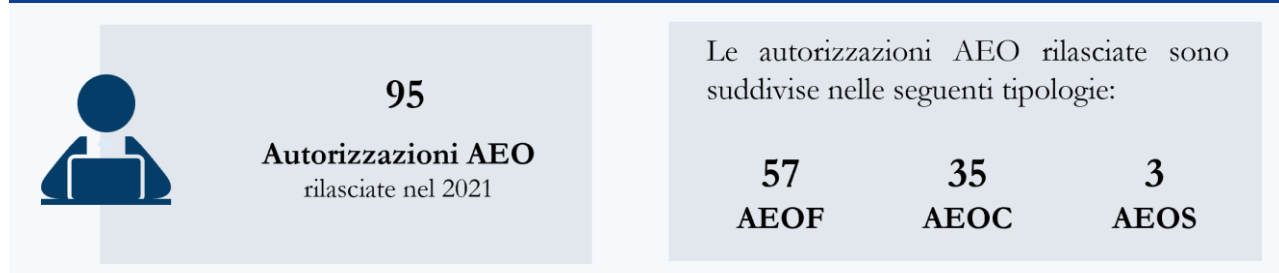 95
Autorizzazioni AEO
rilasciate nel 2021
Le autorizzazioni AEO rilasciate sono
suddivise nelle seguenti tipologie:
57 35 3
AEOF AEOC AEOS